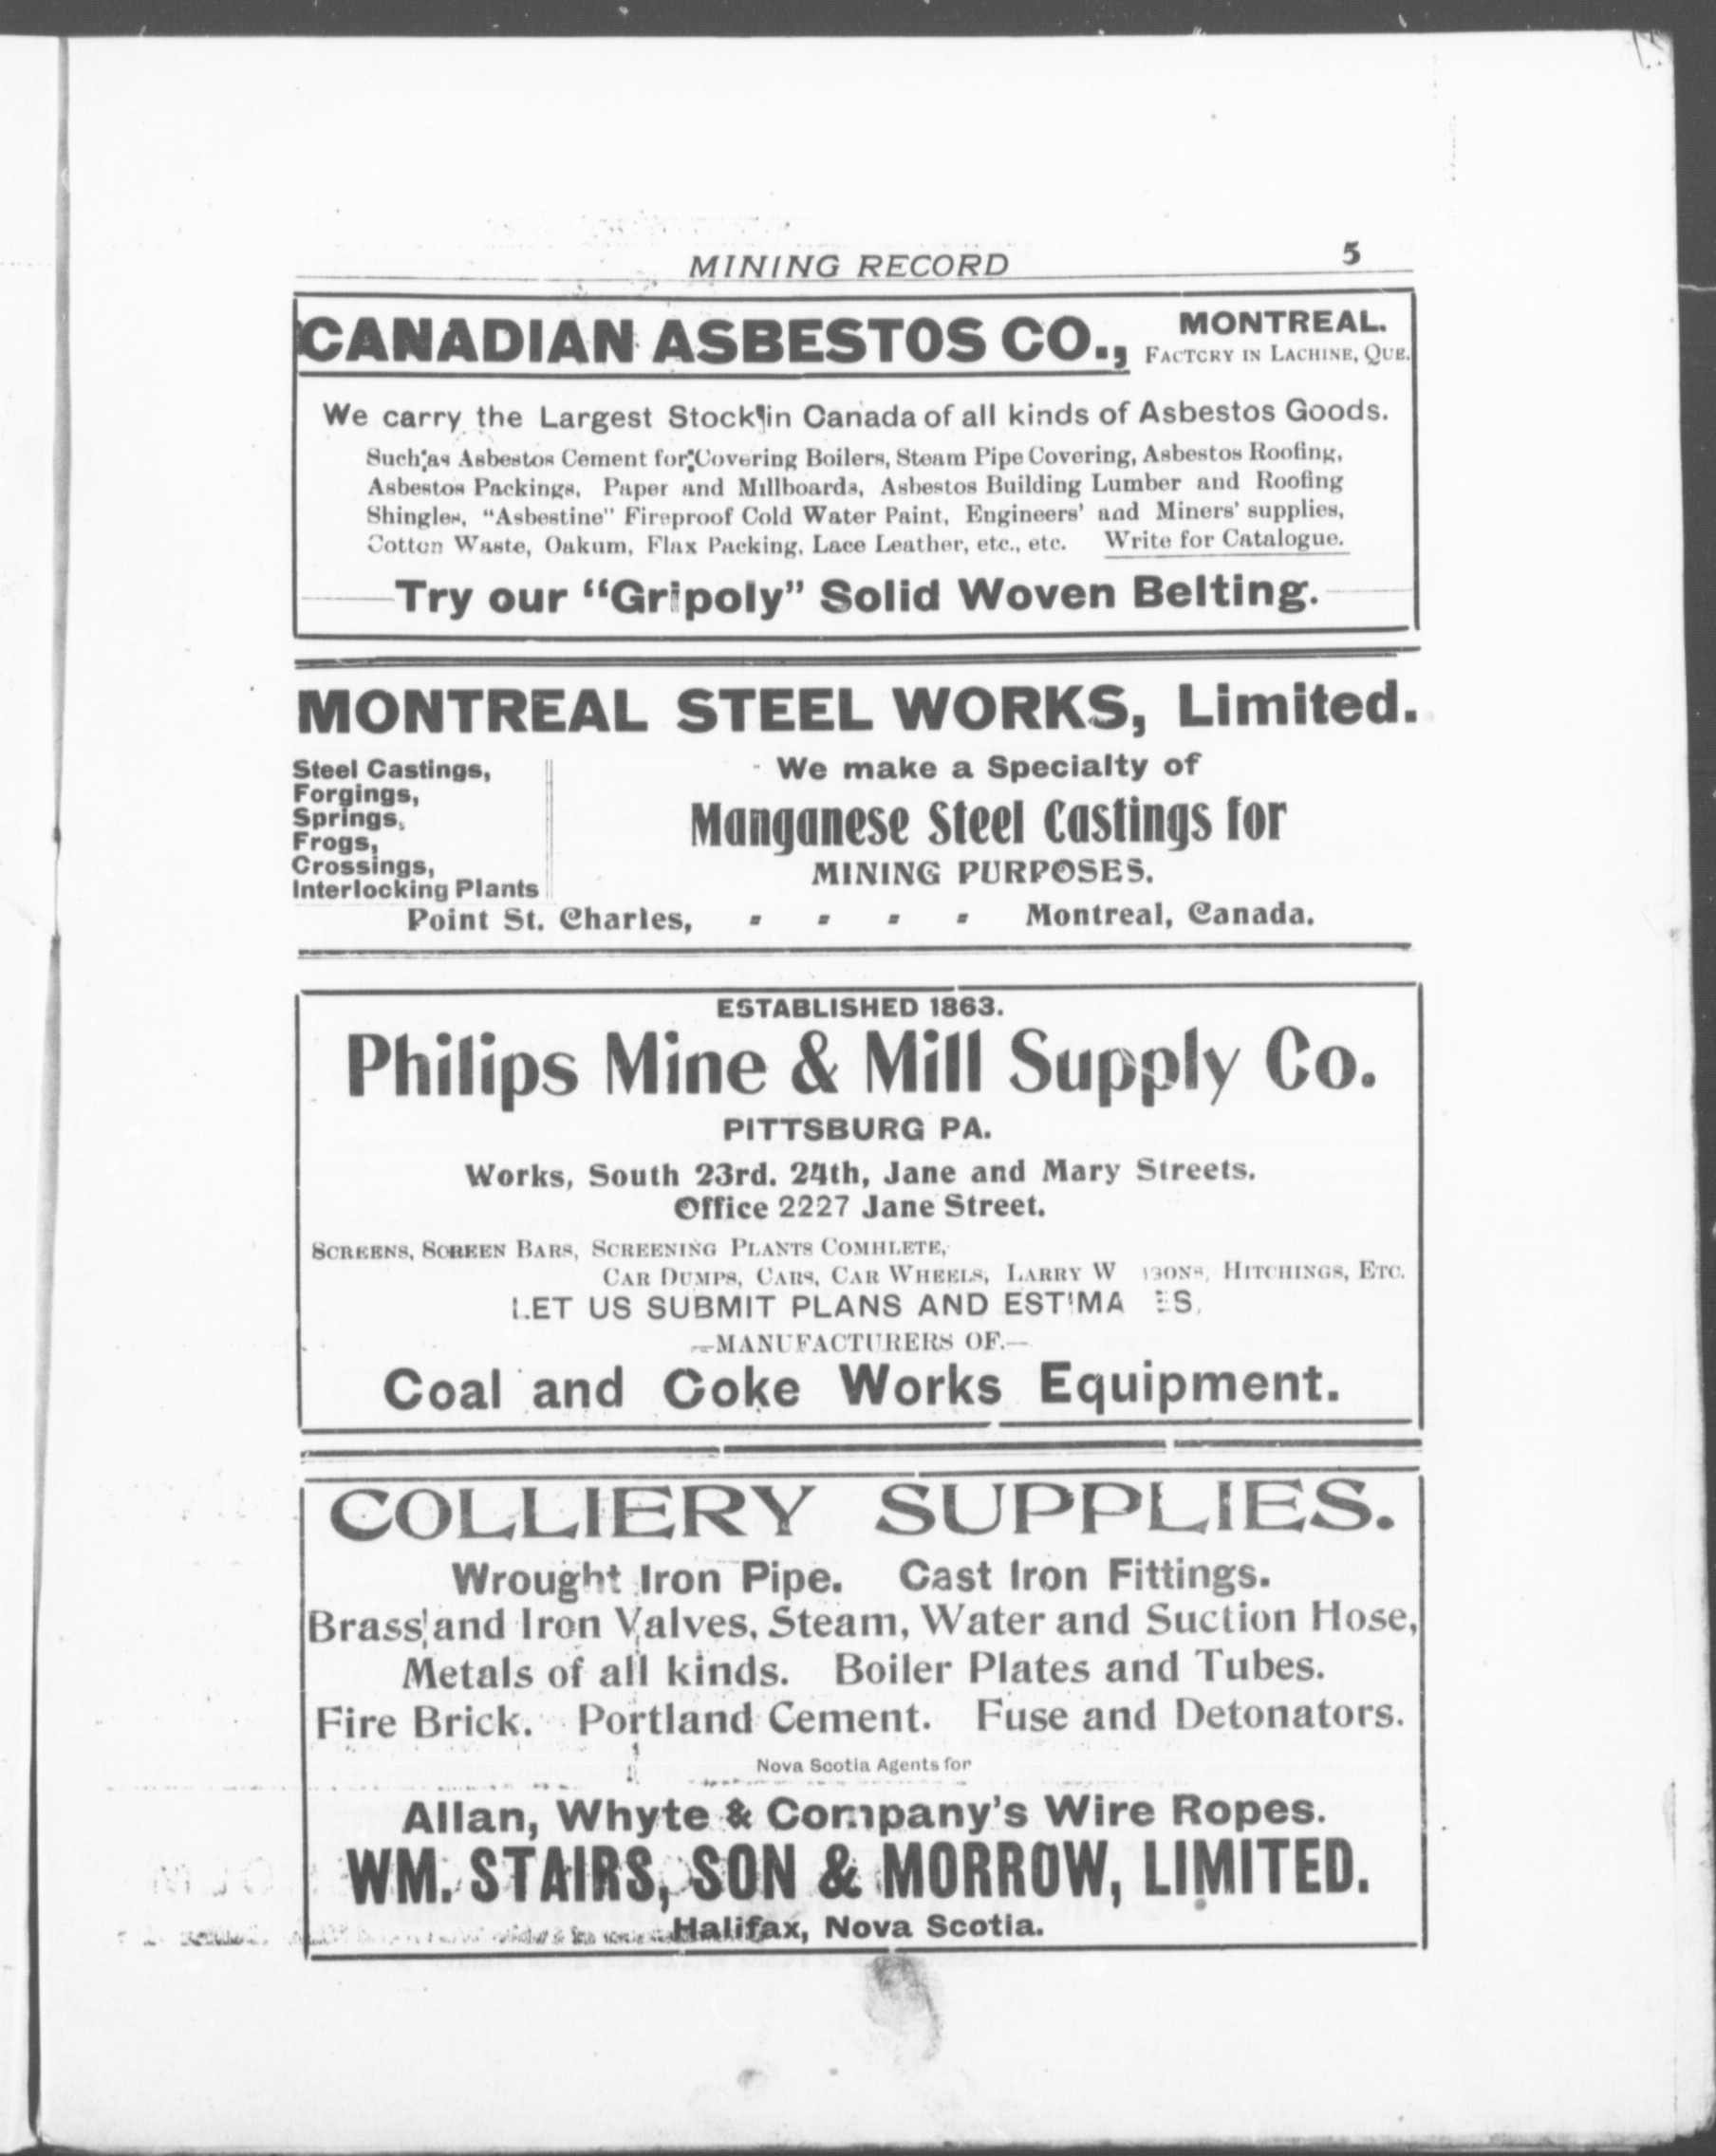 MINING RECORD 5
CANADIAN ASBESTOS CO., MONTREAL.
FACTCRY IN LACHINE, QUE.
We carry the Largest Stock in Canada of all kinds of Asbestos Goods.
Such as Asbestos Cement for Covering Boilers, Steam Pipe Covering, Asbestos Roofing,
Asbestos Packings, Paper and Millboards, Asbestos Building Lumber and Roofing
Shingles, "Asbestine" Fireproof Cold Water Paint, Engineers' and Miners' supplies,
Cotton Waste, Oakum, Flax Packing, Lace Leather, etc., etc. Write for Catalogue.
Try our "Gripoly" Solid Woven Belting.
MONTREAL STEEL WORKS, Limited.
Steel Castings,
Forgings,
Springs,
Frogs,
Crossings,
Interlocking Plants
We make a Specialty of
Manganese Steel Castings for
MINING PURPOSES.
Point St. Charles, - - - - Montreal, Canada.
ESTABLISHED 1863.
Philips Mine & Mill Supply Co.
PITTSBURG PA.
Works, South 23rd. 24th, Jane and Mary Streets.
Office 2227 Jane Street.
SCREENS, SCREEN BARS, SCREENING PLANTS COMHLETE,
CAR DUMPS, CARS, CAR WHEELS, LARRY HITCHINGS, ETC.
LET US SUBMIT PLANS AND
—MANUFACTURERS OF.—
Coal and Coke Works Equipment.
COLLIERY SUPPLIES.
Wrought Iron Pipe. Cast Iron Fittings.
Brass and Iron Valves, Steam, Water and Suction Hose,
Metals of all kinds. Boiler Plates and Tubes.
Fire Brick. Portland Cement. Fuse and Detonators.
Nova Scotia Agents for
Allan, Whyte & Company's Wire Ropes.
WM. STAIRS, SON & MORROW, LIMITED.
Halifax, Nova Scotia.